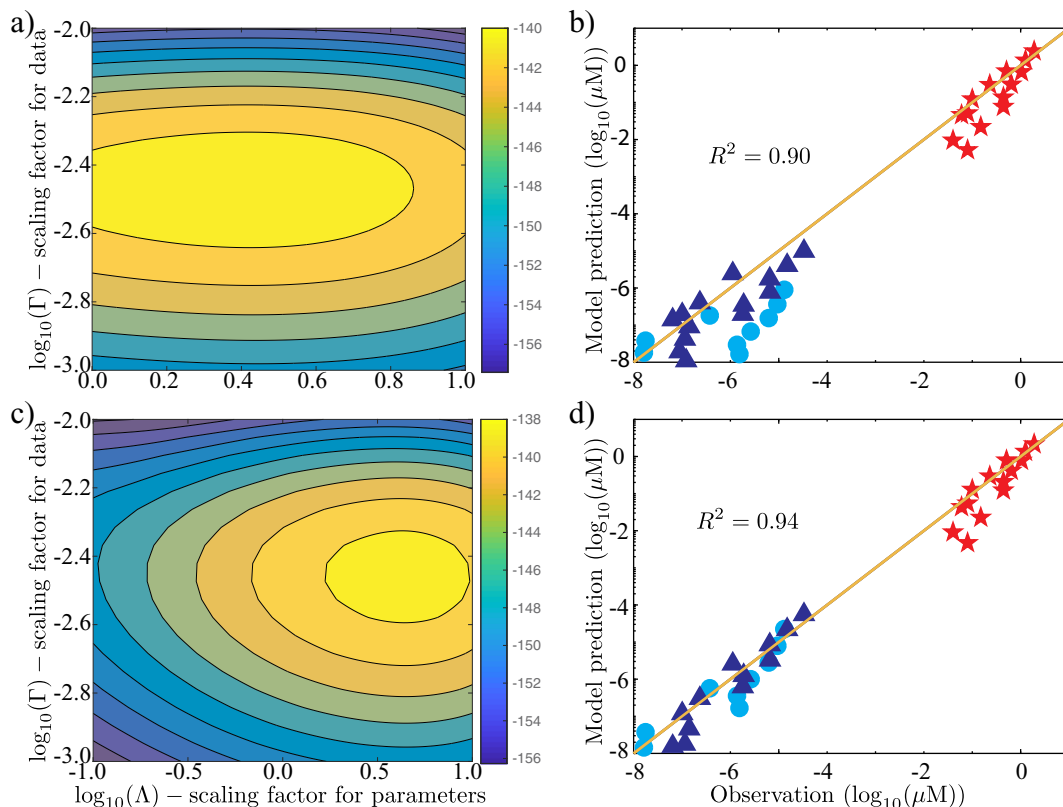 a)
log10(Γ) − scaling factor for data
-2.0
-2.2
-2.4
-2.6
-2.8
-3.0
0.0 0.2 0.4 0.6 0.8 1.0
-140
-142
-144
-146
-148
-150
-152
-154
-156
b)
Model prediction (log10(μM))
0
-2
-4
-6
-8
R² = 0.90
-8 -6 -4 -2 0
c)
log10(Γ) − scaling factor for data
-2.0
-2.2
-2.4
-2.6
-2.8
-3.0
-1.0 -0.5 0.0 0.5 1.0
log10(Λ) − scaling factor for parameters
-138
-140
-142
-144
-146
-148
-150
-152
-154
-156
d)
Model prediction (log10(μM))
0
-2
-4
-6
-8
R² = 0.94
-8 -6 -4 -2 0
Observation (log10(μM))